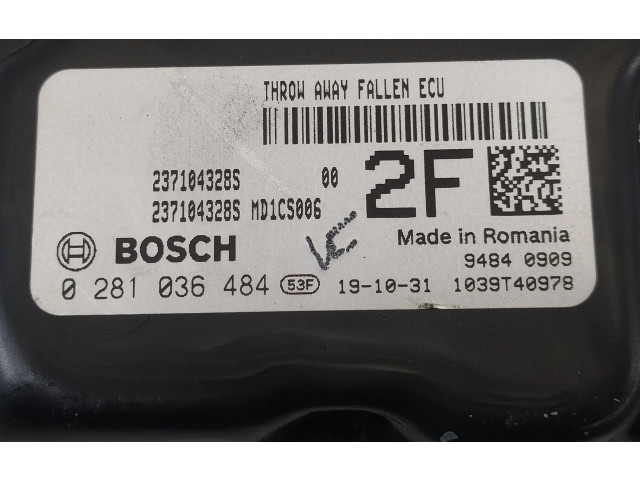 THROW AWAY FALLEN ECU
237104328S 00
237104328S MD1CS006
2F
BOSCH
Made in Romania
9484 0909
0 281 036 484 53F 19-10-31 1039T40978